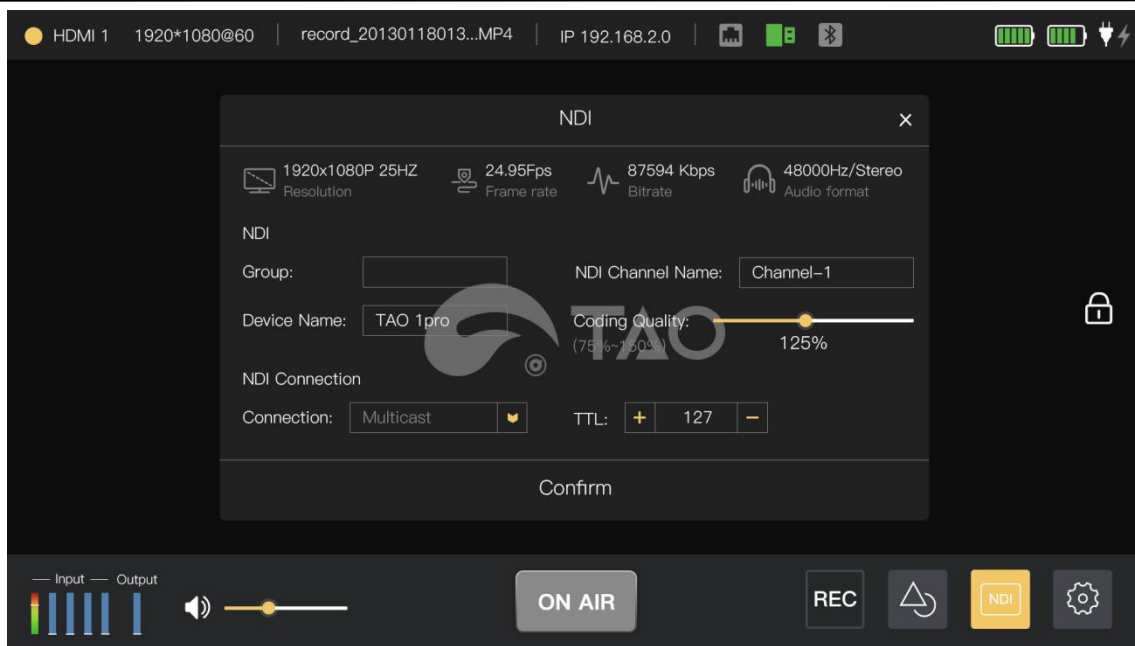 HDMI 1 1920*1080@60 record_20130118013...MP4 IP 192.168.2.0
NDI ×
1920x1080P 25HZ 24.95Fps 87594 Kbps 48000Hz/Stereo
Resolution Frame rate Bitrate Audio format
NDI
Group: NDI Channel Name: Channel-1
Device Name: TAO 1pro Coding Quality:
(75%~150%) 125%
TAO
NDI Connection
Connection: Multicast TTL: + 127 −
Confirm
Input Output
ON AIR REC NDI